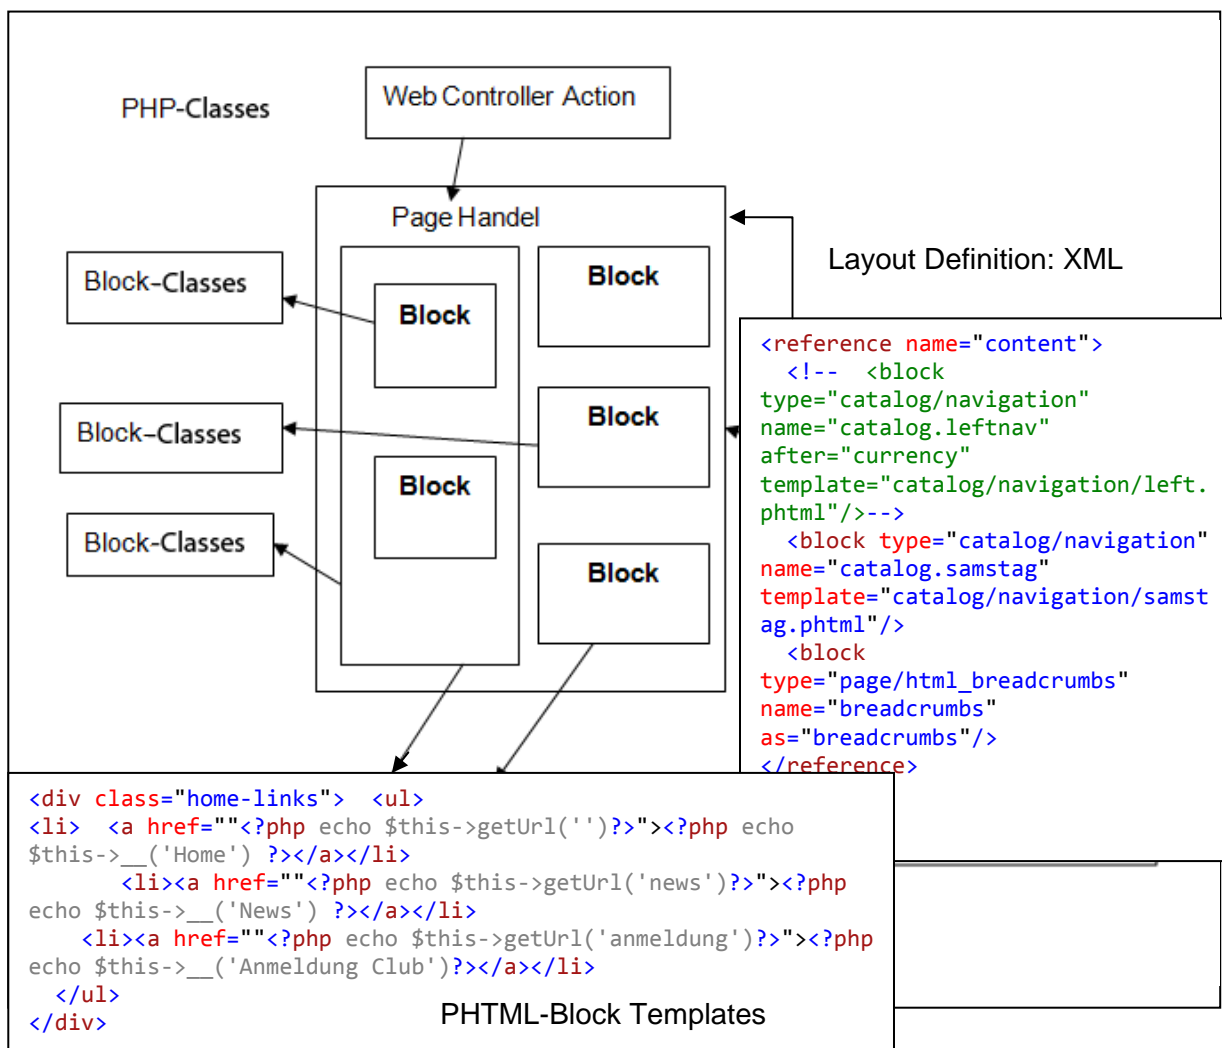 PHP-Classes
Web Controller Action
Page Handel
Layout Definition: XML
Block-Classes
Block
Block
Block-Classes
Block
Block
Block-Classes
Block
<reference name="content">
<!--  <block
type="catalog/navigation"
name="catalog.leftnav"
after="currency"
template="catalog/navigation/left.
phtml"/>-->
<block type="catalog/navigation"
name="catalog.samstag"
template="catalog/navigation/samst
ag.phtml"/>
<block
type="page/html_breadcrumbs"
name="breadcrumbs"
as="breadcrumbs"/>
</reference>
<div class="home-links">  <ul>
<li>  <a href=""<?php echo $this->getUrl('')?>"><?php echo
$this->__('Home') ?></a></li>
<li><a href=""<?php echo $this->getUrl('news')?>"><?php
echo $this->__('News') ?></a></li>
<li><a href=""<?php echo $this->getUrl('anmeldung')?>"><?php
echo $this->__('Anmeldung Club')?></a></li>
</ul>
</div>
PHTML-Block Templates